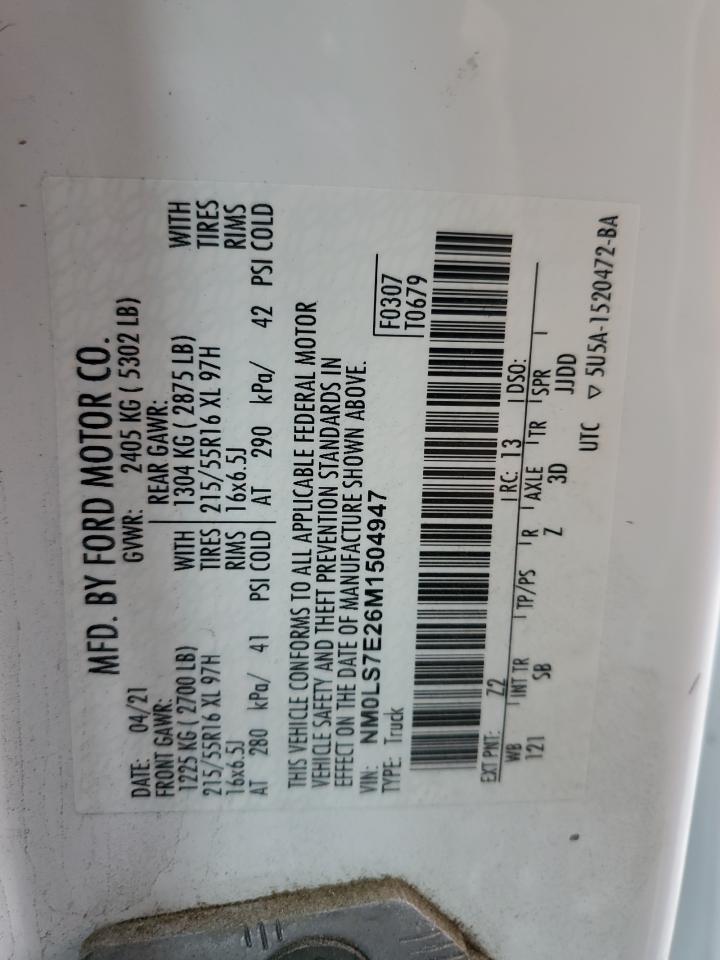 MFD. BY FORD MOTOR CO.
DATE: 04/21 GVWR: 2405 KG ( 5302 LB)
FRONT GAWR: REAR GAWR:
1225 KG ( 2700 LB) WITH 1304 KG ( 2875 LB) WITH
215/55R16 XL 97H TIRES 215/55R16 XL 97H TIRES
16x6.5J RIMS 16x6.5J RIMS
AT 280 kPa/ 41 PSI COLD AT 290 kPa/ 42 PSI COLD
THIS VEHICLE CONFORMS TO ALL APPLICABLE FEDERAL MOTOR
VEHICLE SAFETY AND THEFT PREVENTION STANDARDS IN
EFFECT ON THE DATE OF MANUFACTURE SHOWN ABOVE.
VIN: NM0LS7E26M1504947 F0307
TYPE: Truck T0679
EXT PNT: Z2 RC: 13 DSO:
WB INT TR TP/PS R AXLE TR SPR
121 SB Z 3D JJDD
UTC ▽ 5U5A-1520472-BA